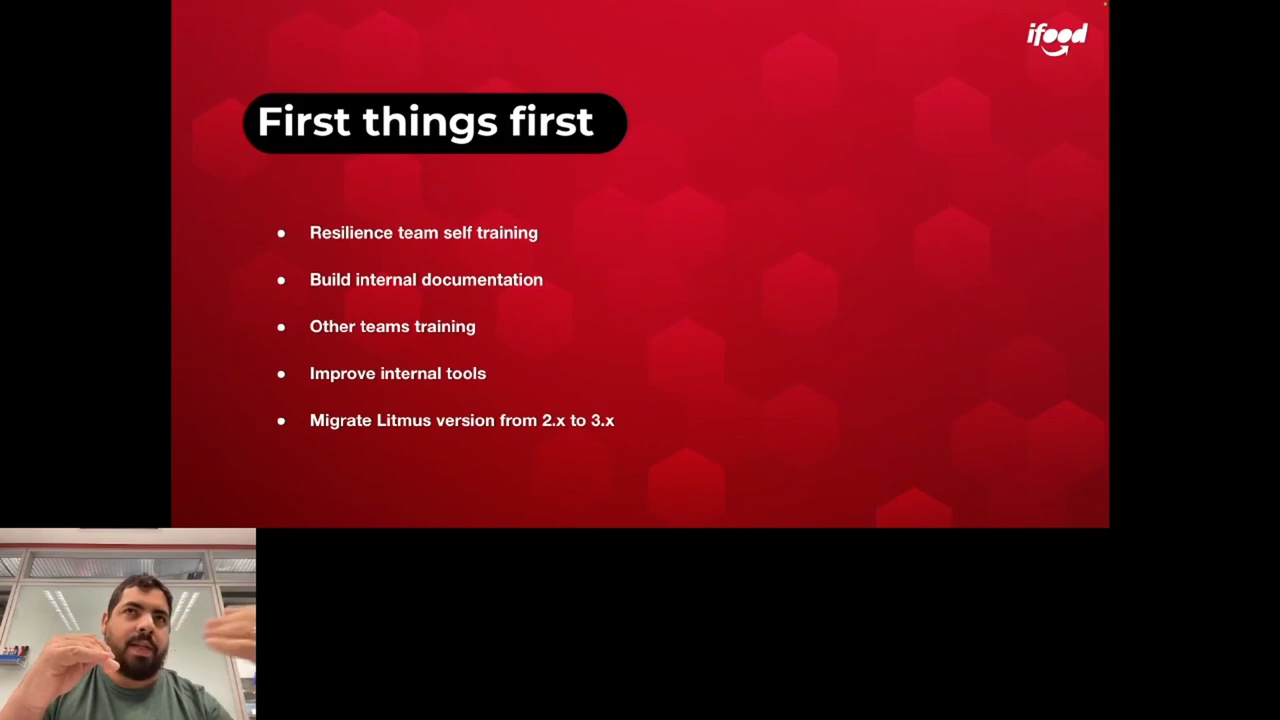 ifood
First things first
● Resilience team self training
● Build internal documentation
● Other teams training
● Improve internal tools
● Migrate Litmus version from 2.x to 3.x